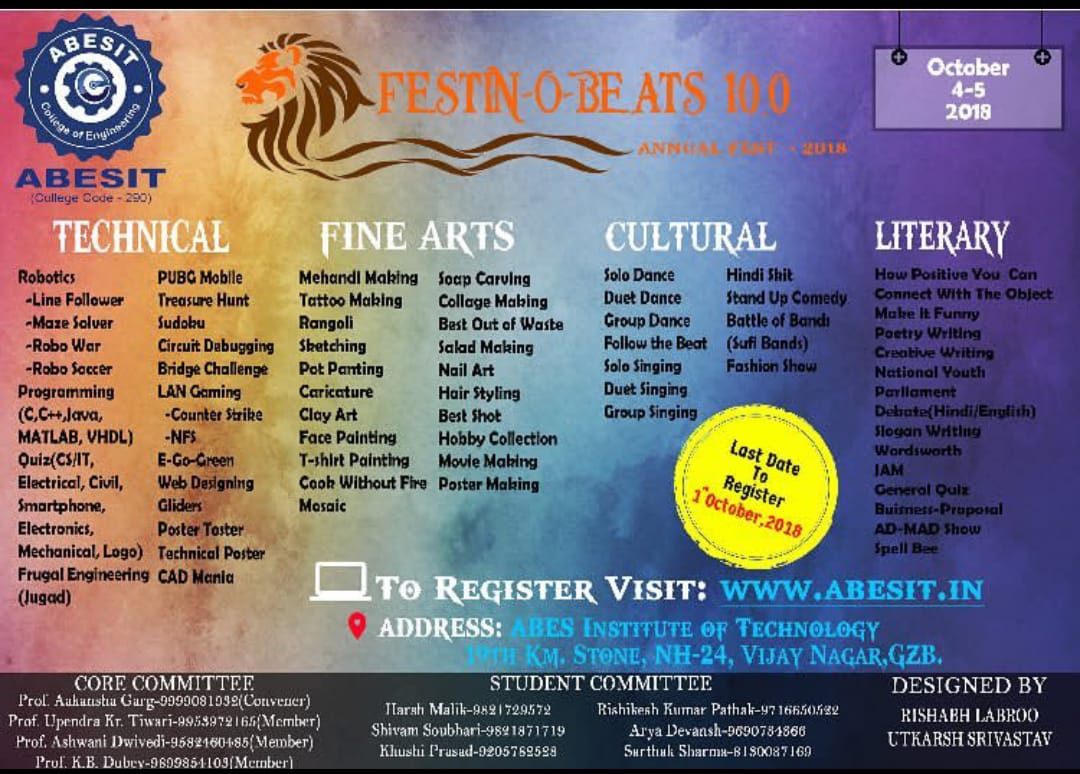 ABESIT
College of Engineering
ABESIT
(College Code - 290)
FESTIN-O-BEATS 10.0
ANNUAL FEST - 2018
October
4-5
2018
TECHNICAL
Robotics
-Line Follower
-Maze Solver
-Robo War
-Robo Soccer
Programming
(C,C++,Java,
MATLAB, VHDL)
Quiz(CS/IT,
Electrical, Civil,
Smartphone,
Electronics,
Mechanical, Logo)
Frugal Engineering
(Jugad)
PUBG Mobile
Treasure Hunt
Sudoku
Circuit Debugging
Bridge Challenge
LAN Gaming
-Counter Strike
-NFS
E-Go-Green
Web Designing
Gliders
Poster Toster
Technical Poster
CAD Mania
FINE ARTS
Mehandi Making
Tattoo Making
Rangoli
Sketching
Pot Panting
Caricature
Clay Art
Face Painting
T-shirt Painting
Cook Without Fire
Mosaic
Soap Carving
Collage Making
Best Out of Waste
Salad Making
Nail Art
Hair Styling
Best Shot
Hobby Collection
Movie Making
Poster Making
CULTURAL
Solo Dance
Duet Dance
Group Dance
Follow the Beat
Solo Singing
Duet Singing
Group Singing
Hindi Skit
Stand Up Comedy
Battle of Bands
(Sufi Bands)
Fashion Show
LITERARY
How Positive You Can
Connect With The Object
Make It Funny
Poetry Writing
Creative Writing
National Youth
Parliament
Debate(Hindi/English)
Slogan Writing
Wordsworth
JAM
General Quiz
Buisness-Proposal
AD-MAD Show
Spell Bee
Last Date
To
Register
1st October,2018
TO REGISTER VISIT: WWW.ABESIT.IN
ADDRESS: ABES INSTITUTE OF TECHNOLOGY
19TH KM. STONE, NH-24, VIJAY NAGAR,GZB.
CORE COMMITTEE
Prof. Aakansha Garg-9999081932(Convener)
Prof. Upendra Kr. Tiwari-9953972165(Member)
Prof. Ashwani Dwivedi-9582460485(Member)
Prof. K.B. Dubey-9899854103(Member)
STUDENT COMMITTEE
Harsh Malik-9821729572
Shivam Soubhari-9821871719
Khushi Prasad-9205782528
Rishikesh Kumar Pathak-9716650522
Arya Devansh-9690754866
Sarthak Sharma-8130087169
DESIGNED BY
RISHABH LABROO
UTKARSH SRIVASTAV